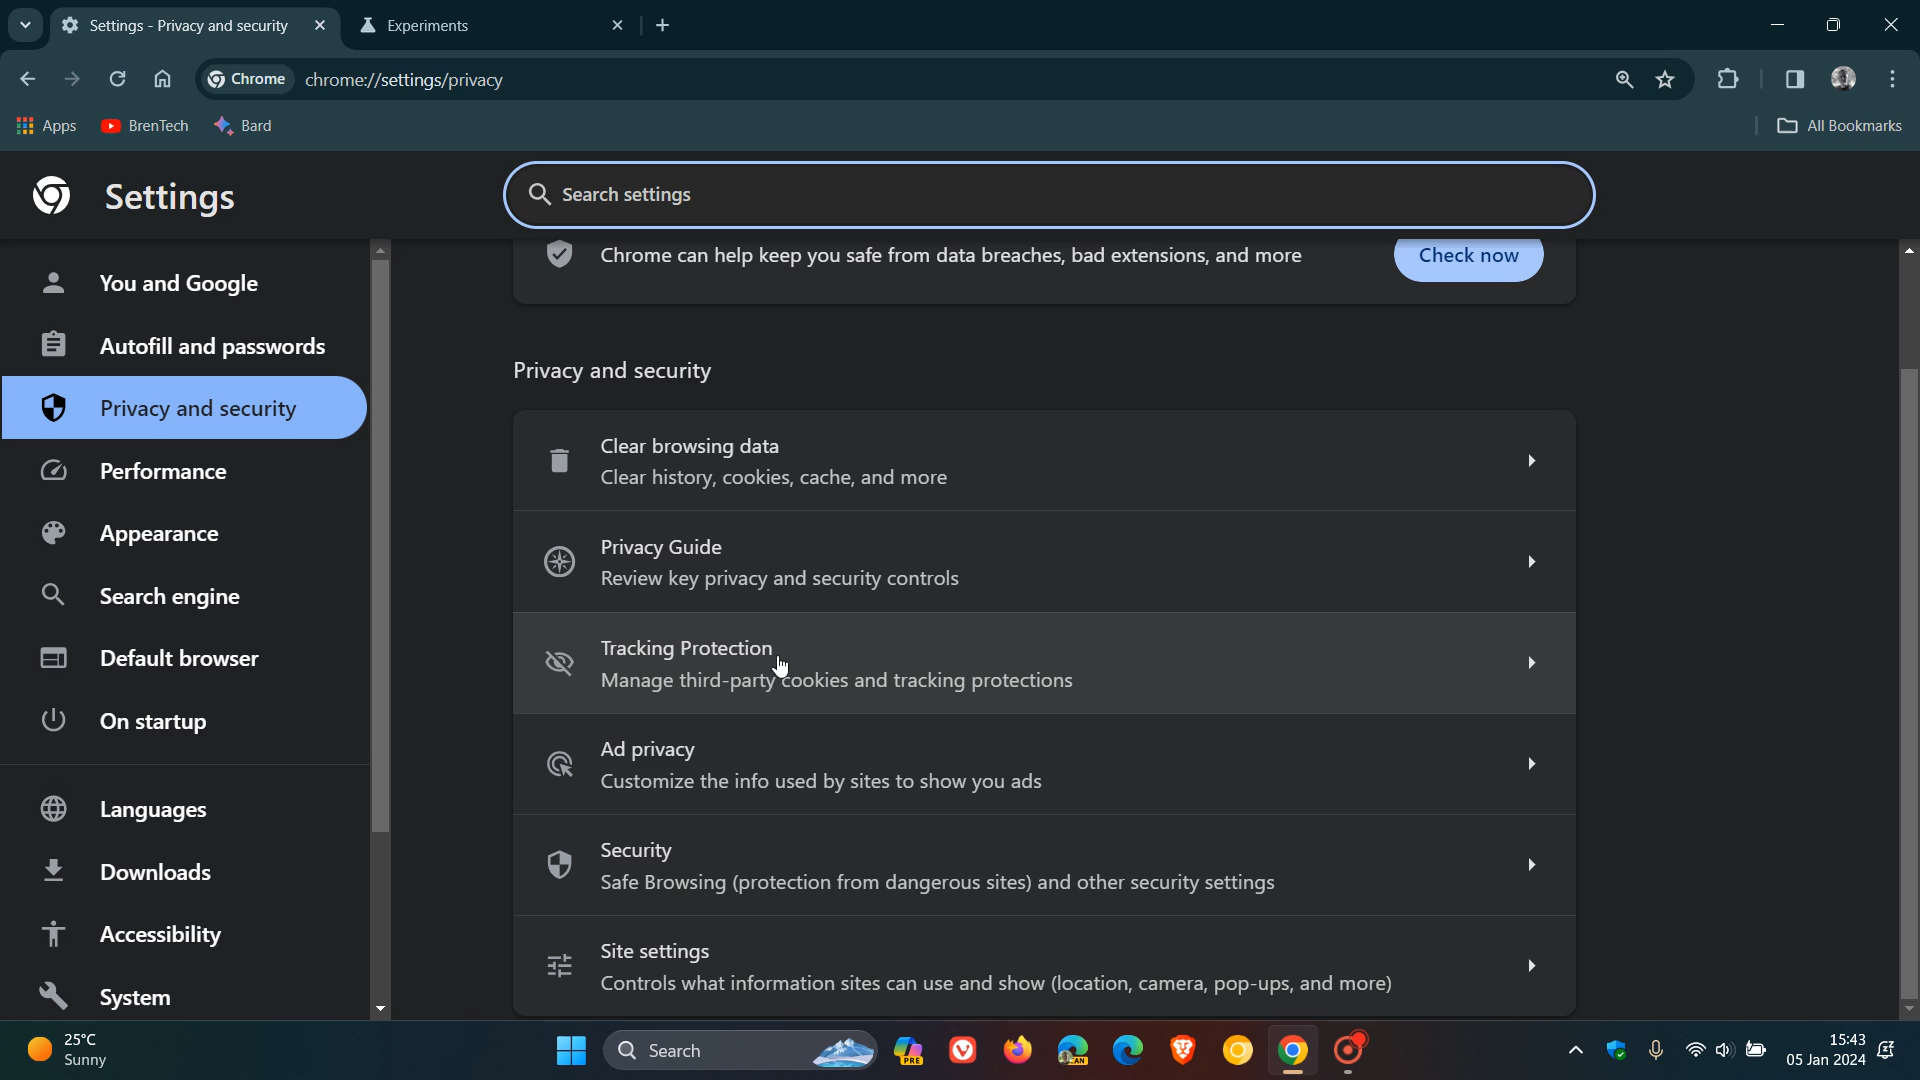 Settings - Privacy and security
Experiments
Chrome
chrome://settings/privacy
Apps
BrenTech
Bard
All Bookmarks
Settings
Search settings
You and Google
Autofill and passwords
Privacy and security
Performance
Appearance
Search engine
Default browser
On startup
Languages
Downloads
Accessibility
System
Chrome can help keep you safe from data breaches, bad extensions, and more
Check now
Privacy and security
Clear browsing data
Clear history, cookies, cache, and more
Privacy Guide
Review key privacy and security controls
Tracking Protection
Manage third-party cookies and tracking protections
Ad privacy
Customize the info used by sites to show you ads
Security
Safe Browsing (protection from dangerous sites) and other security settings
Site settings
Controls what information sites can use and show (location, camera, pop-ups, and more)
25°C
Sunny
Search
PRE
CAN
15:43
05 Jan 2024